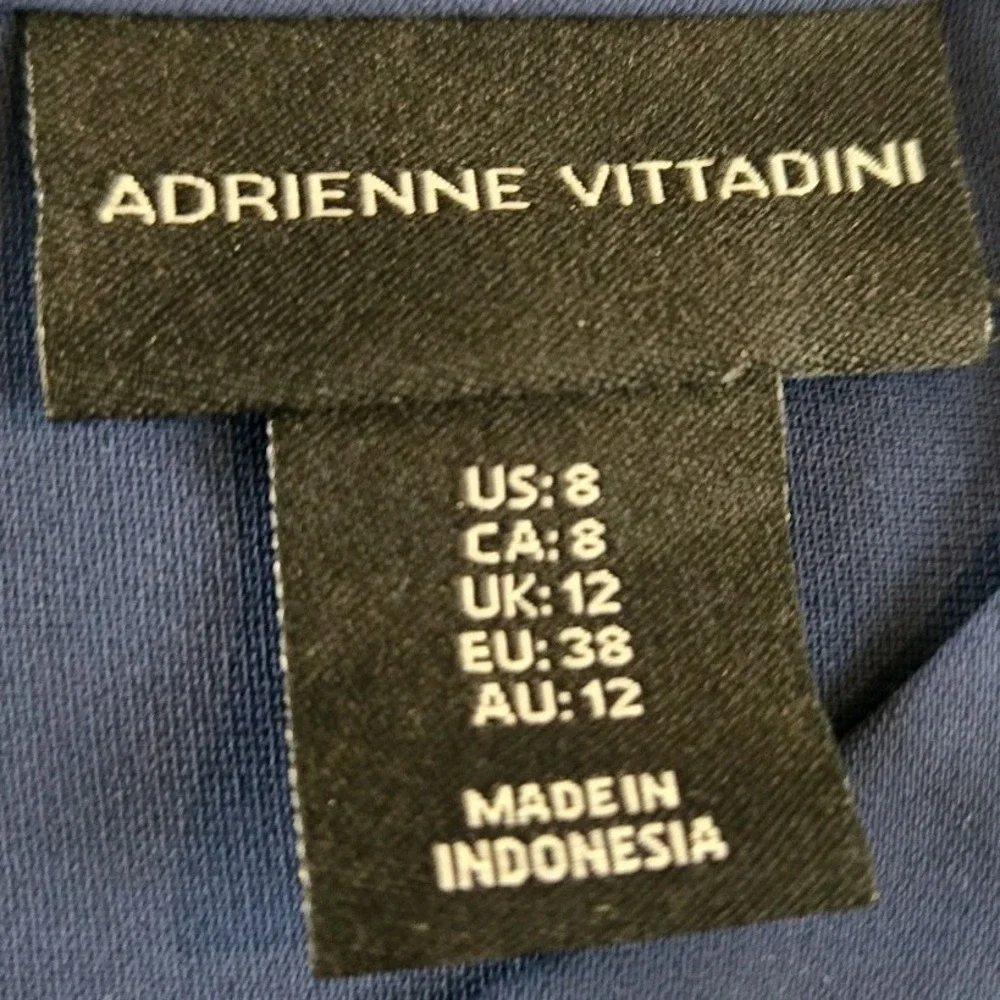 ADRIENNE VITTADINI
US: 8
CA: 8
UK: 12
EU: 38
AU: 12
MADE IN
INDONESIA